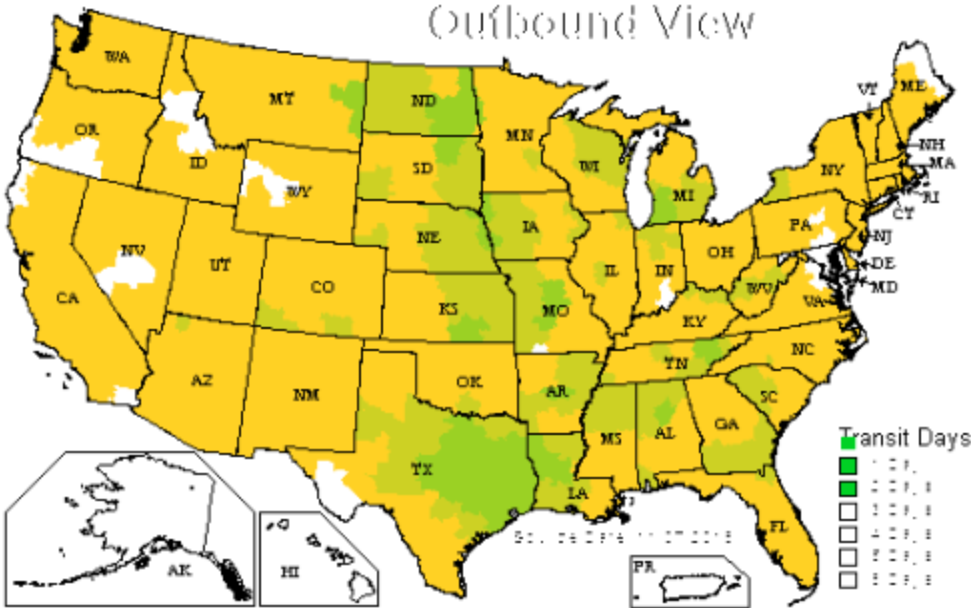 Outbound View
WA
MT
ND
MN
VT
ME
OR
ID
WY
SD
WI
MI
NY
NH
MA
RI
CT
NE
IA
PA
NJ
NV
UT
CO
IL
IN
OH
DE
MD
CA
KS
MO
WV
VA
KY
AZ
NM
OK
AR
TN
NC
SC
TX
MS
AL
GA
LA
FL
Transit Days
AK
HI
PR